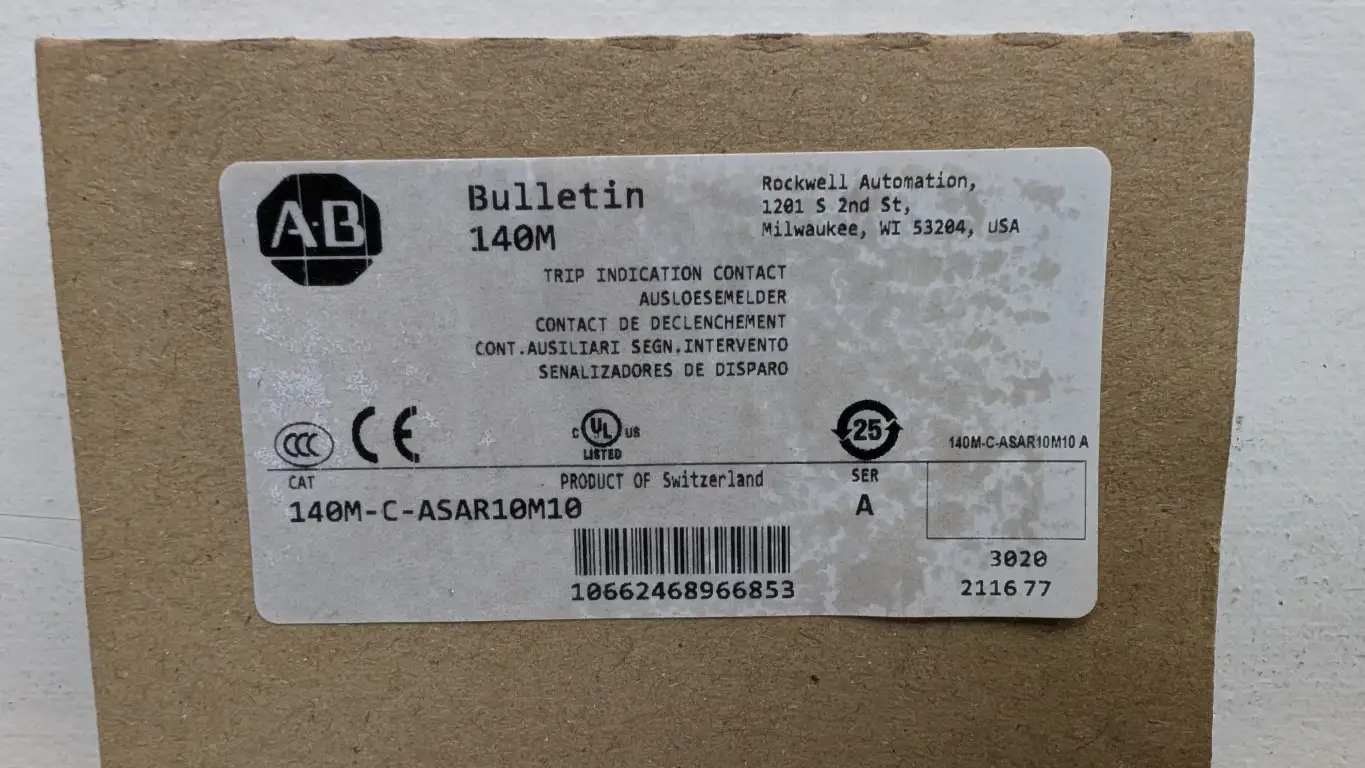 A·B
Bulletin
140M
Rockwell Automation,
1201 S 2nd St,
Milwaukee, WI 53204, USA
TRIP INDICATION CONTACT
AUSLOESEMELDER
CONTACT DE DECLENCHEMENT
CONT.AUSILIARI SEGN.INTERVENTO
SENALIZADORES DE DISPARO
CCC
CE
C UL US
LISTED
25
140M-C-ASAR10M10 A
CAT
PRODUCT OF Switzerland
SER
140M-C-ASAR10M10
A
10662468966853
3020
2116 77